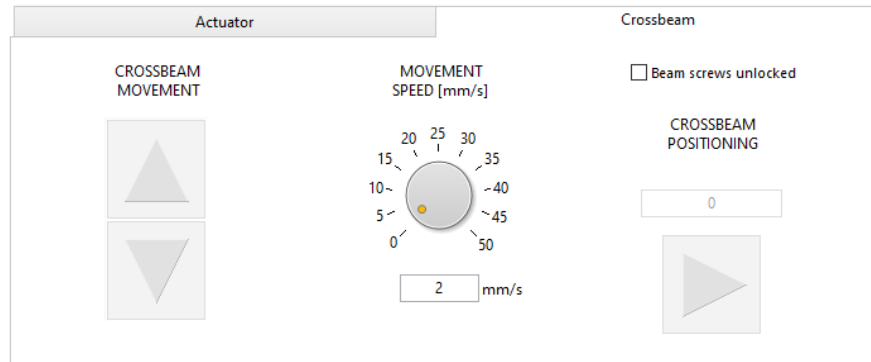 Actuator
Crossbeam
CROSSBEAM
MOVEMENT
MOVEMENT
SPEED [mm/s]
Beam screws unlocked
CROSSBEAM
POSITIONING
0
5
10
15
20
25
30
35
40
45
50
0
2 mm/s